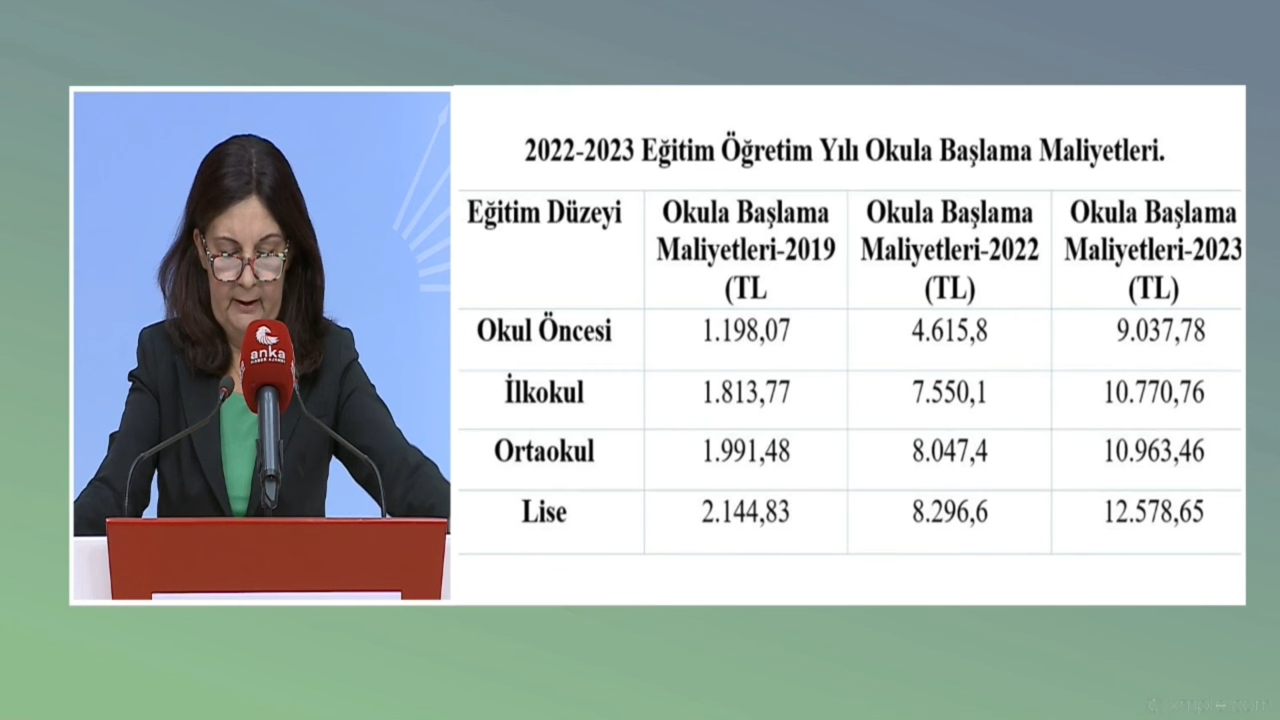 2022-2023 Eğitim Öğretim Yılı Okula Başlama Maliyetleri.
Eğitim Düzeyi
Okula Başlama
Maliyetleri-2019
(TL
Okula Başlama
Maliyetleri-2022
(TL)
Okula Başlama
Maliyetleri-2023
(TL)
Okul Öncesi 1.198,07 4.615,8 9.037,78
İlkokul 1.813,77 7.550,1 10.770,76
Ortaokul 1.991,48 8.047,4 10.963,46
Lise 2.144,83 8.296,6 12.578,65
anka
HABER AJANSI